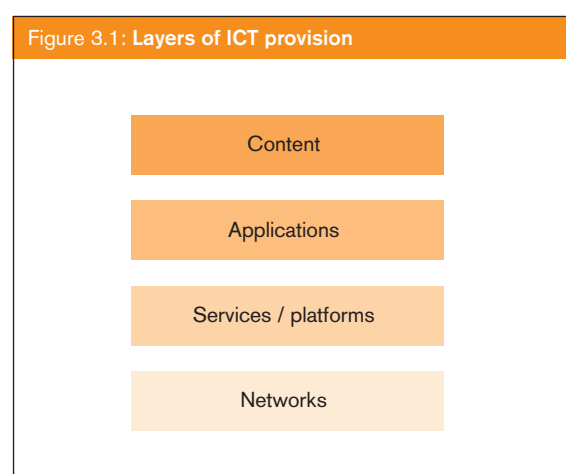 Figure 3.1: Layers of ICT provision
Content
Applications
Services / platforms
Networks